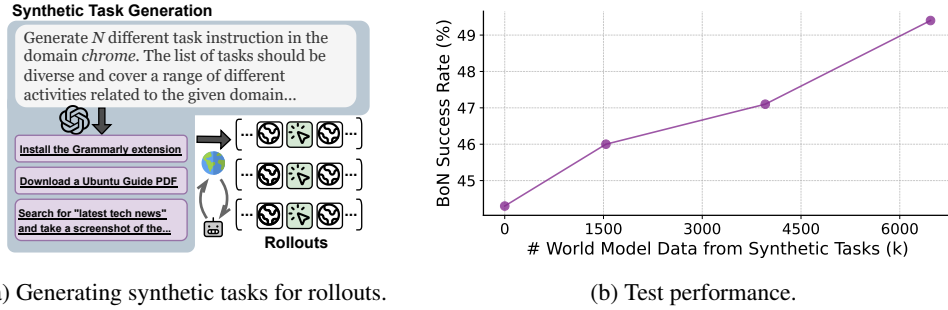 Synthetic Task Generation
Generate N different task instruction in the
domain chrome. The list of tasks should be
diverse and cover a range of different
activities related to the given domain...
Install the Grammarly extension
Download a Ubuntu Guide PDF
Search for "latest tech news"
and take a screenshot of the...
Rollouts
) Generating synthetic tasks for rollouts.
BoN Success Rate (%)
49
48
47
46
45
0 1500 3000 4500 6000
# World Model Data from Synthetic Tasks (k)
(b) Test performance.